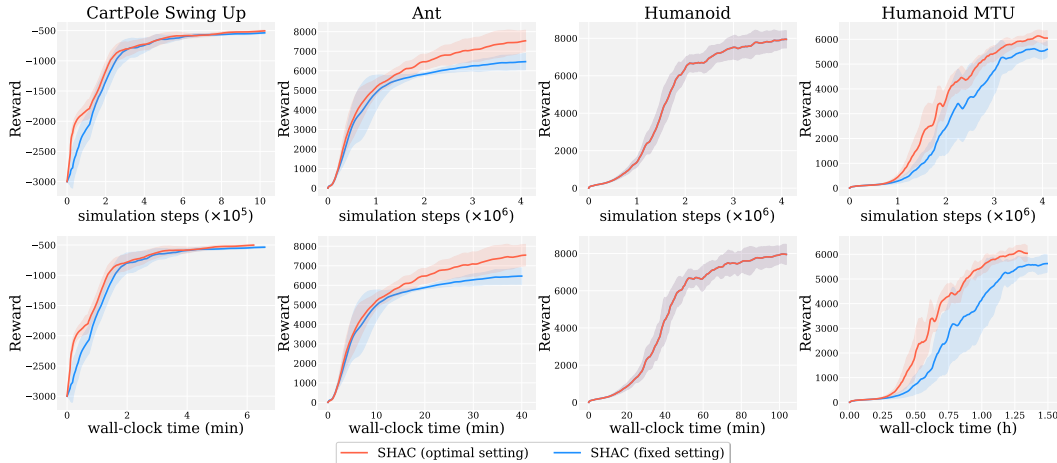 CartPole Swing Up
Ant
Humanoid
Humanoid MTU
Reward
−500
−1000
−1500
−2000
−2500
−3000
0 2 4 6 8 10
simulation steps (×10⁵)
Reward
8000
7000
6000
5000
4000
3000
2000
1000
0
0 1 2 3 4
simulation steps (×10⁶)
Reward
8000
6000
4000
2000
0
0 1 2 3 4
simulation steps (×10⁶)
Reward
6000
5000
4000
3000
2000
1000
0
0 1 2 3 4
simulation steps (×10⁶)
Reward
−500
−1000
−1500
−2000
−2500
−3000
0 2 4 6
wall-clock time (min)
Reward
8000
7000
6000
5000
4000
3000
2000
1000
0
0 10 20 30 40
wall-clock time (min)
Reward
8000
6000
4000
2000
0
0 20 40 60 80 100
wall-clock time (min)
Reward
6000
5000
4000
3000
2000
1000
0
0.00 0.25 0.50 0.75 1.00 1.25 1.50
wall-clock time (h)
SHAC (optimal setting) SHAC (fixed setting)